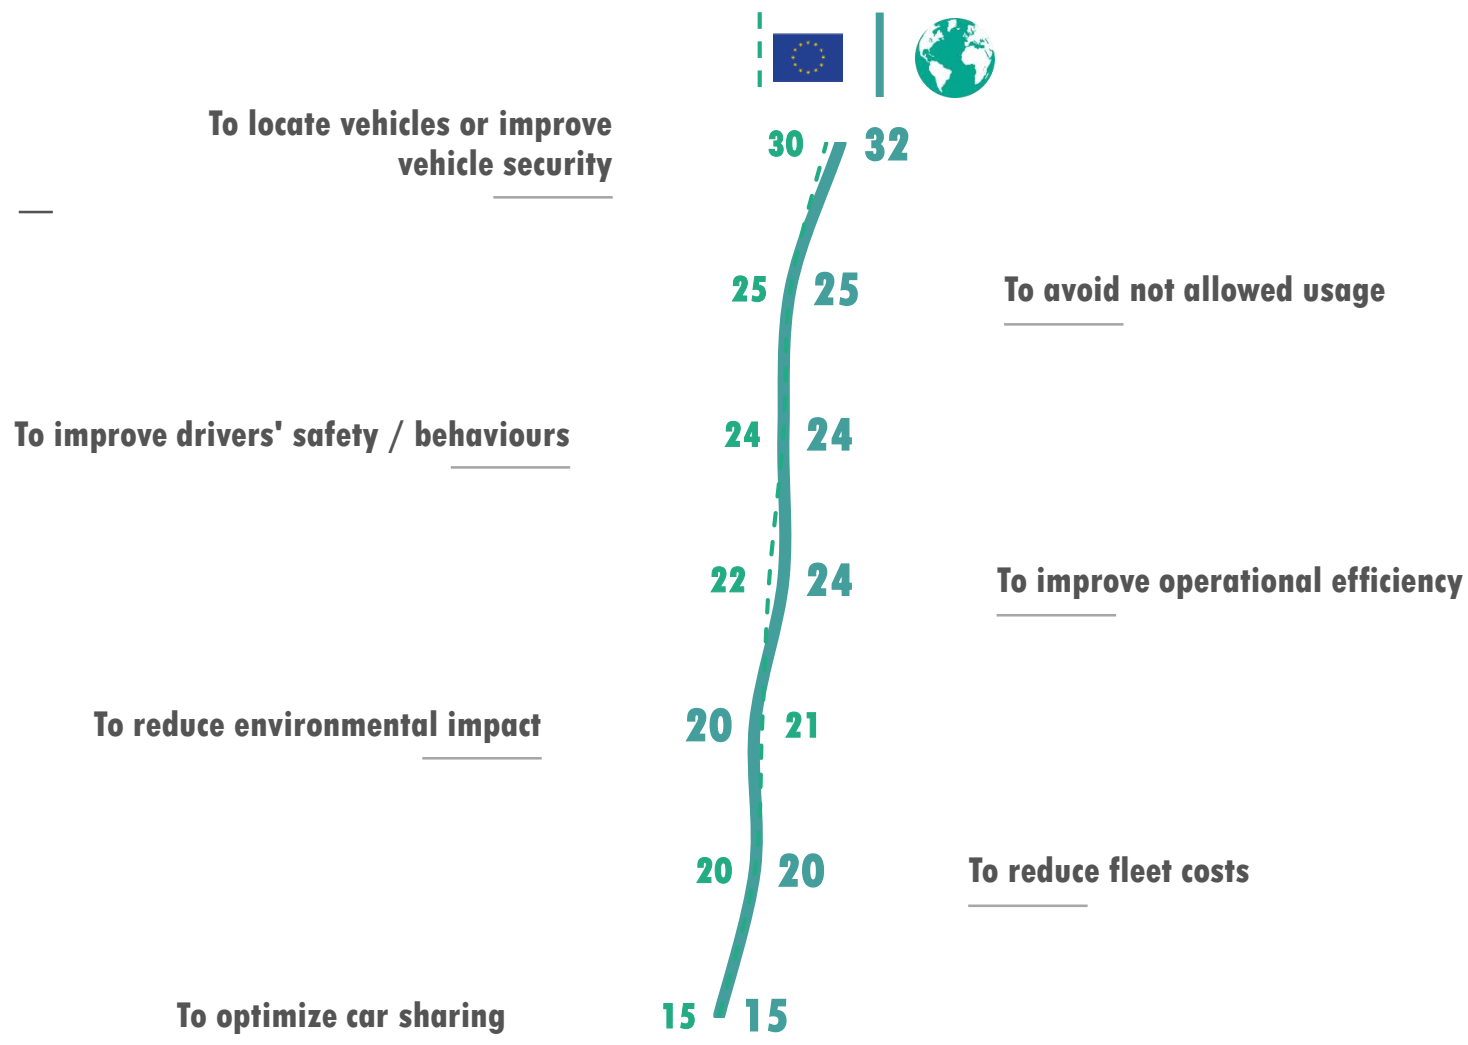 To locate vehicles or improve
vehicle security
30 32
25 25 To avoid not allowed usage
To improve drivers' safety / behaviours 24 24
22 24 To improve operational efficiency
To reduce environmental impact 20 21
20 20 To reduce fleet costs
To optimize car sharing 15 15